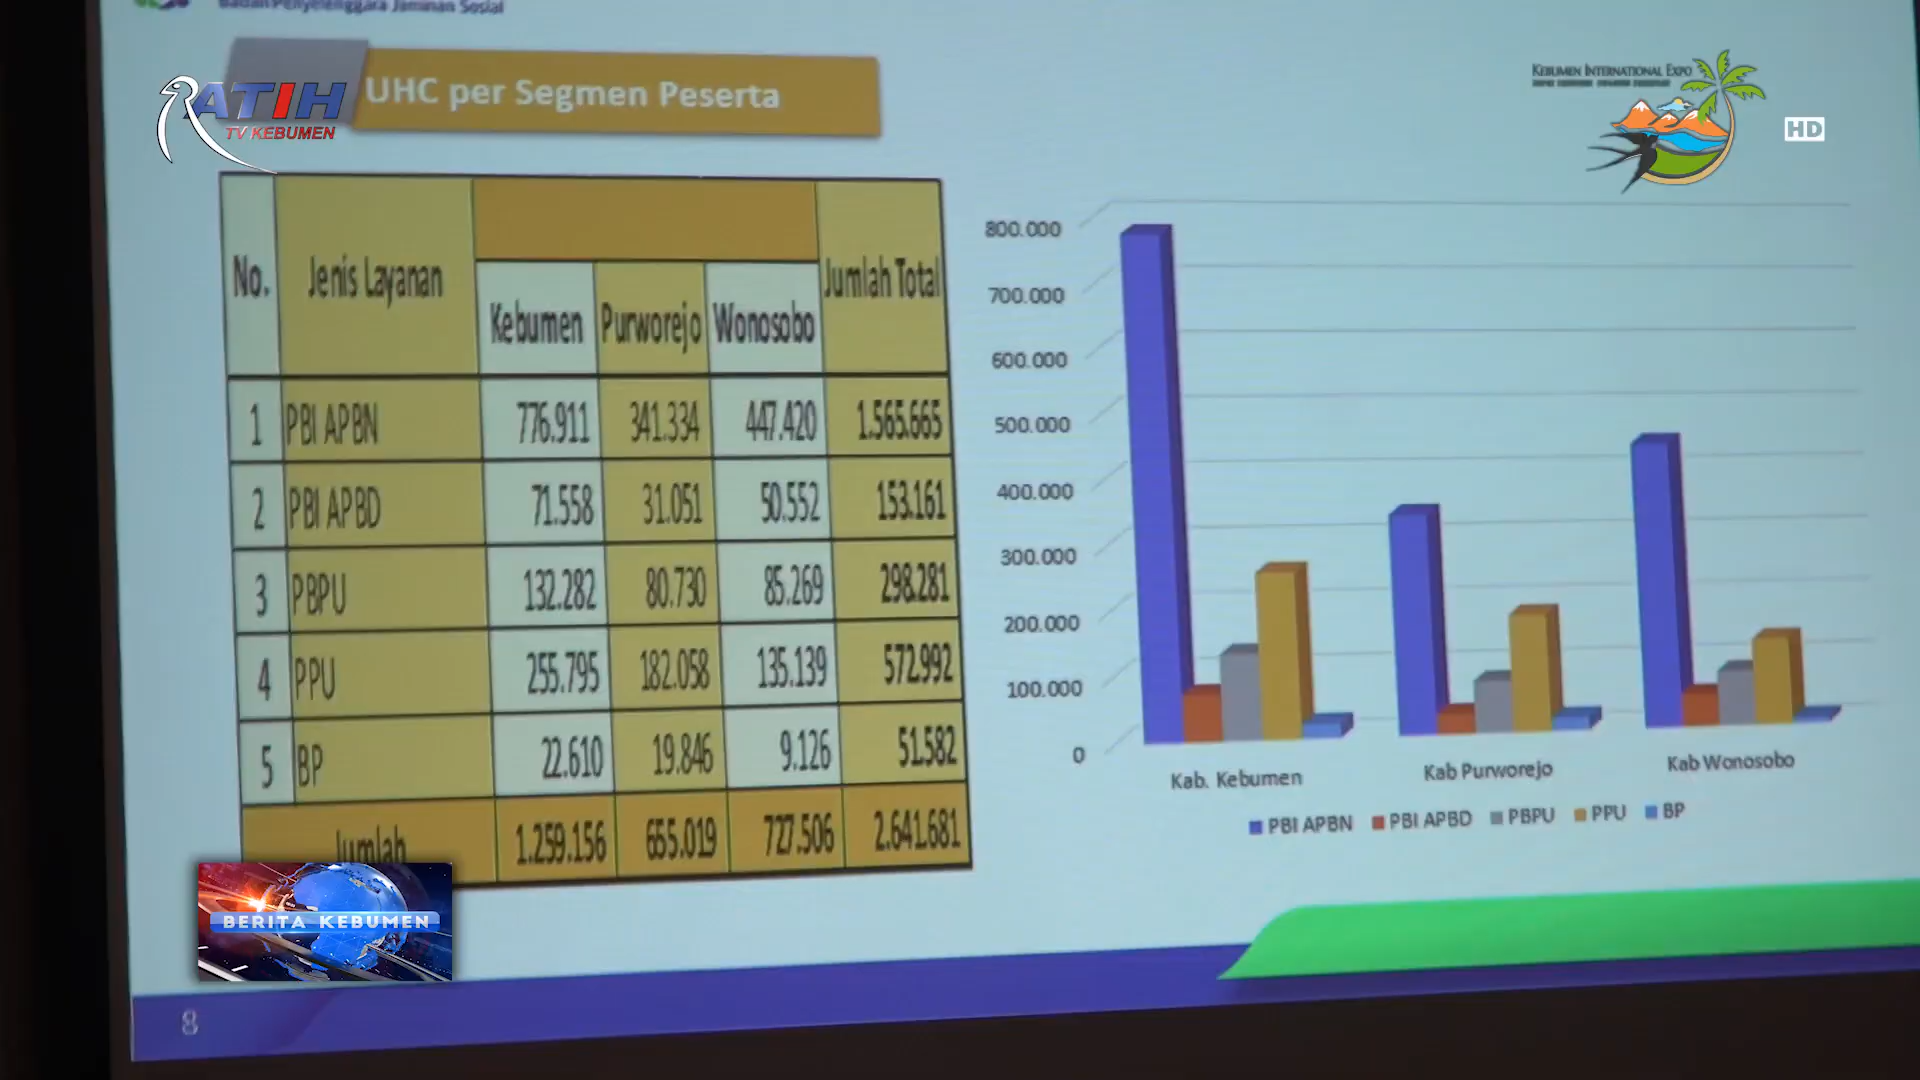 Badan Penyelenggara Jaminan Sosial
RATIH
TV KEBUMEN
UHC per Segmen Peserta
KEBUMEN INTERNATIONAL EXPO
HD
No. Jenis Layanan Kebumen Purworejo Wonosobo Jumlah Total
1 PBI APBN 776.911 341.334 447.420 1.565.665
2 PBI APBD 71.558 31.051 50.552 153.161
3 PBPU 132.282 80.730 85.269 298.281
4 PPU 255.795 182.058 135.139 572.992
5 BP 22.610 19.846 9.126 51.582
Jumlah 1.259.156 655.019 727.506 2.641.681
800.000
700.000
600.000
500.000
400.000
300.000
200.000
100.000
0
Kab. Kebumen Kab Purworejo Kab Wonosobo
PBI APBN PBI APBD PBPU PPU BP
BERITA KEBUMEN
8